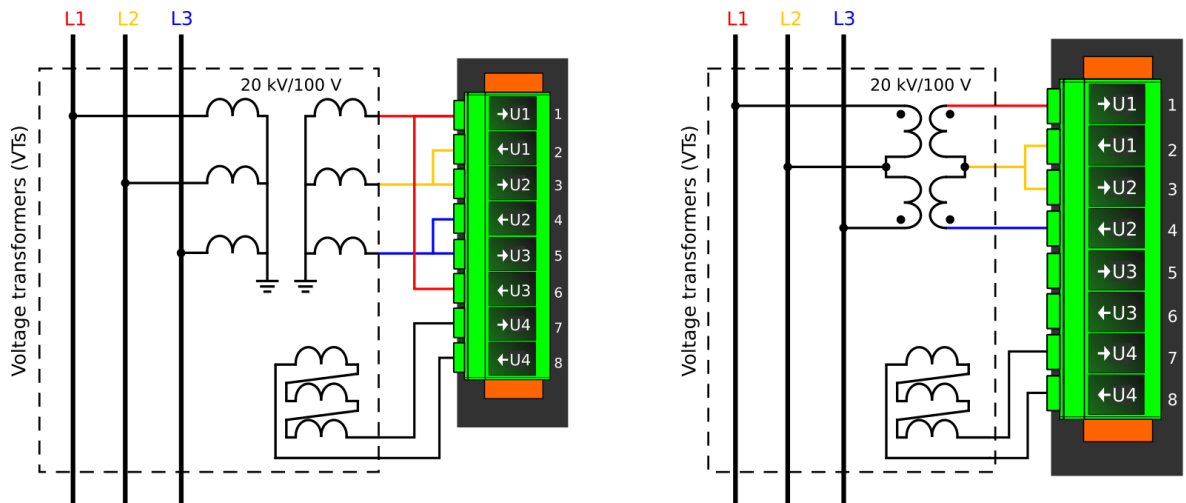 L1 L2 L3
20 kV/100 V
Voltage transformers (VTs)
→U1 1
←U1 2
→U2 3
←U2 4
→U3 5
←U3 6
→U4 7
←U4 8
L1 L2 L3
20 kV/100 V
Voltage transformers (VTs)
→U1 1
←U1 2
→U2 3
←U2 4
→U3 5
←U3 6
→U4 7
←U4 8